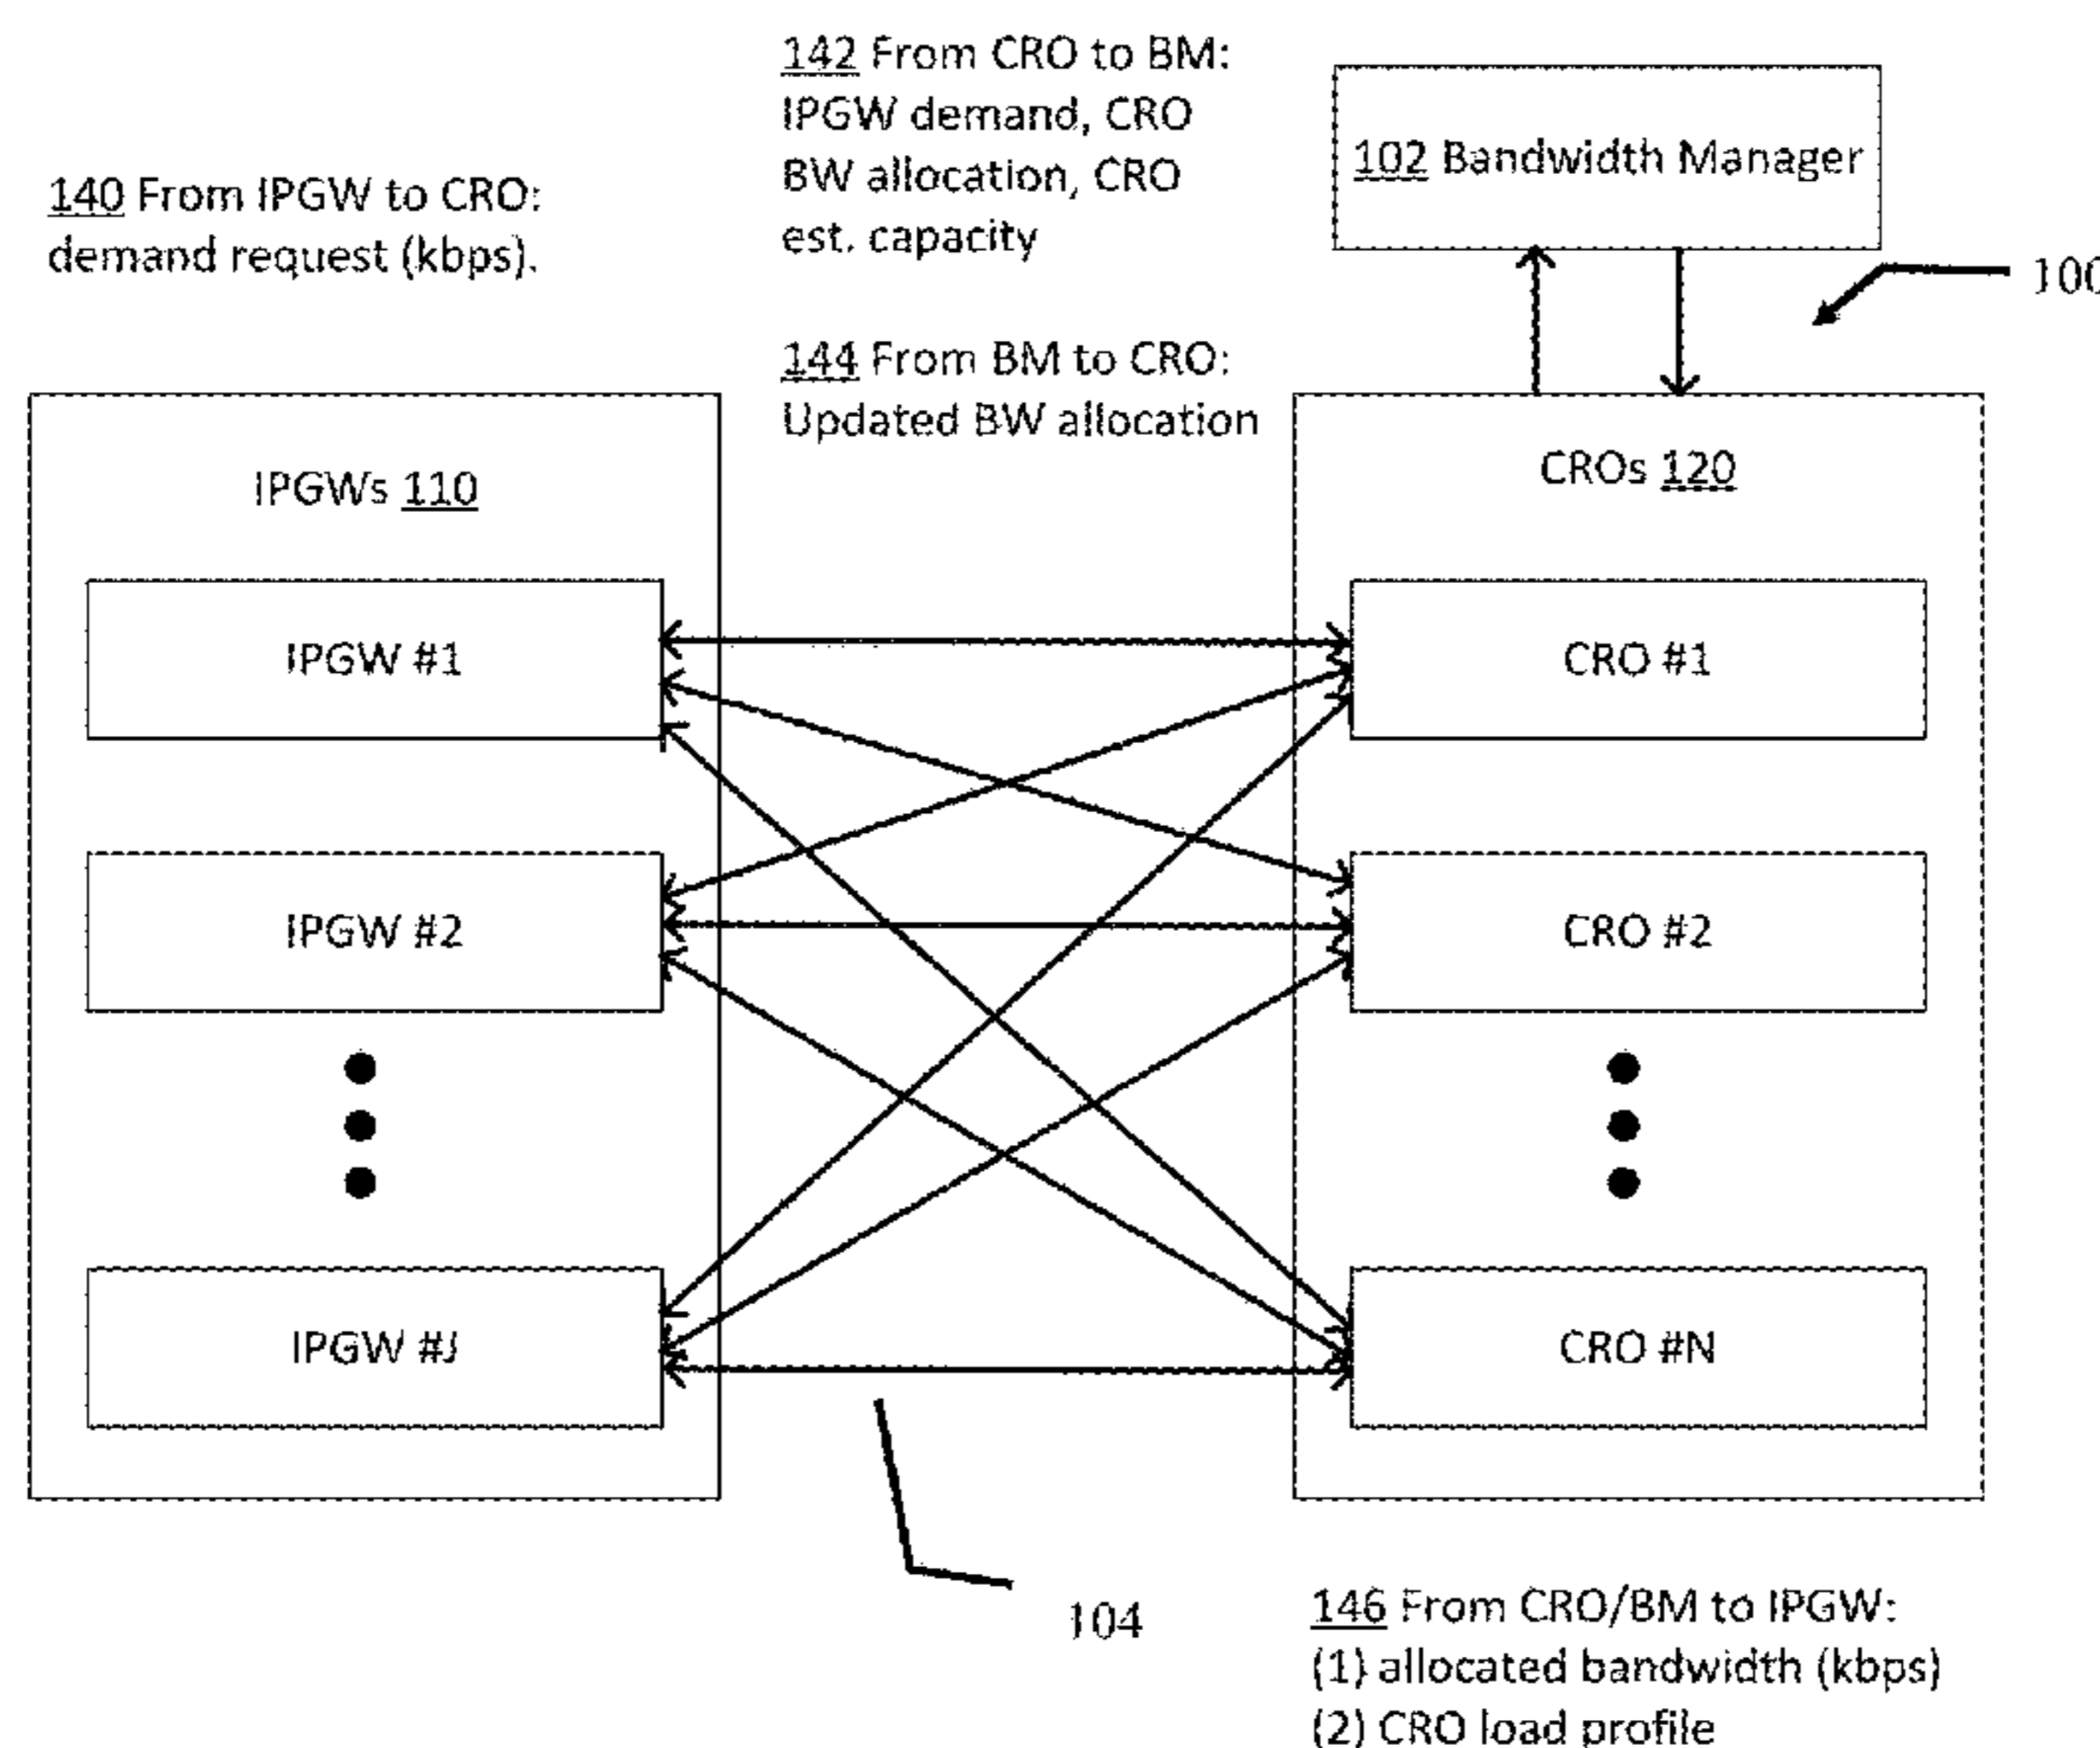 142 From CRO to BM:
IPGW demand, CRO
BW allocation, CRO
est. capacity
102 Bandwidth Manager
140 From IPGW to CRO:
demand request (kbps).
100
144 From BM to CRO:
Updated BW allocation
IPGWs 110
CROs 120
IPGW #1
CRO #1
IPGW #2
CRO #2
IPGW #J
CRO #N
104
146 From CRO/BM to IPGW:
(1) allocated bandwidth (kbps)
(2) CRO load profile